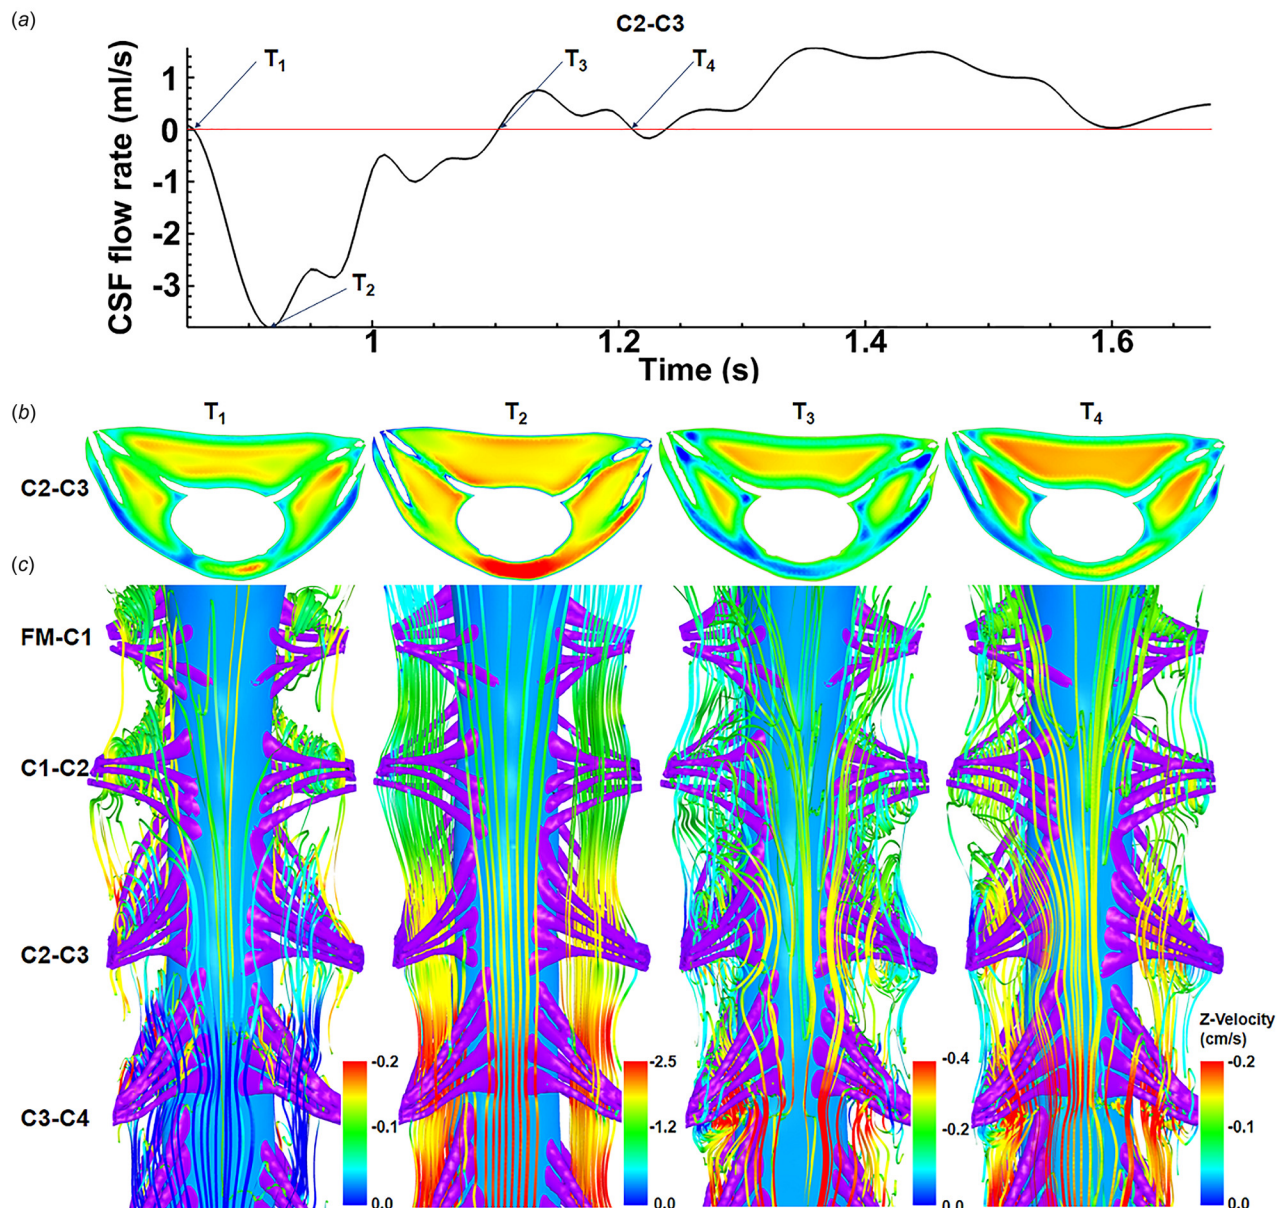 (a)
C2-C3
T1
T3
T4
CSF flow rate (ml/s)
1
0
-1
-2
-3
T2
1
1.2
1.4
1.6
Time (s)
(b)
T1
T2
T3
T4
C2-C3
(c)
FM-C1
C1-C2
C2-C3
Z-Velocity
(cm/s)
-0.2
-2.5
-0.4
-0.2
C3-C4
-0.1
-1.2
-0.2
-0.1
0.0
0.0
0.0
0.0